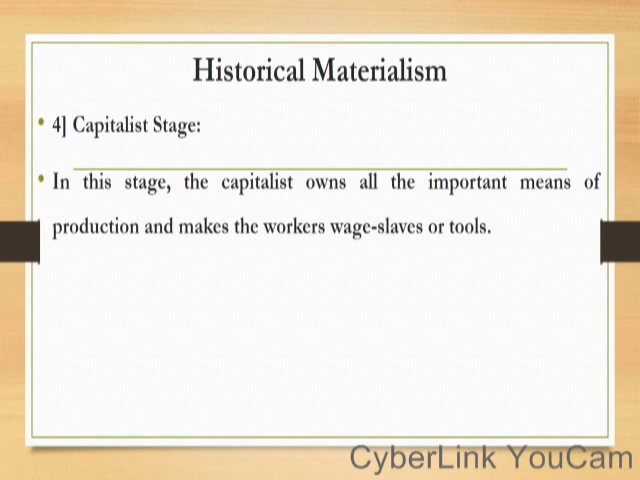 Historical Materialism
• 4] Capitalist Stage:
• In this stage, the capitalist owns all the important means of
production and makes the workers wage-slaves or tools.
CyberLink YouCam